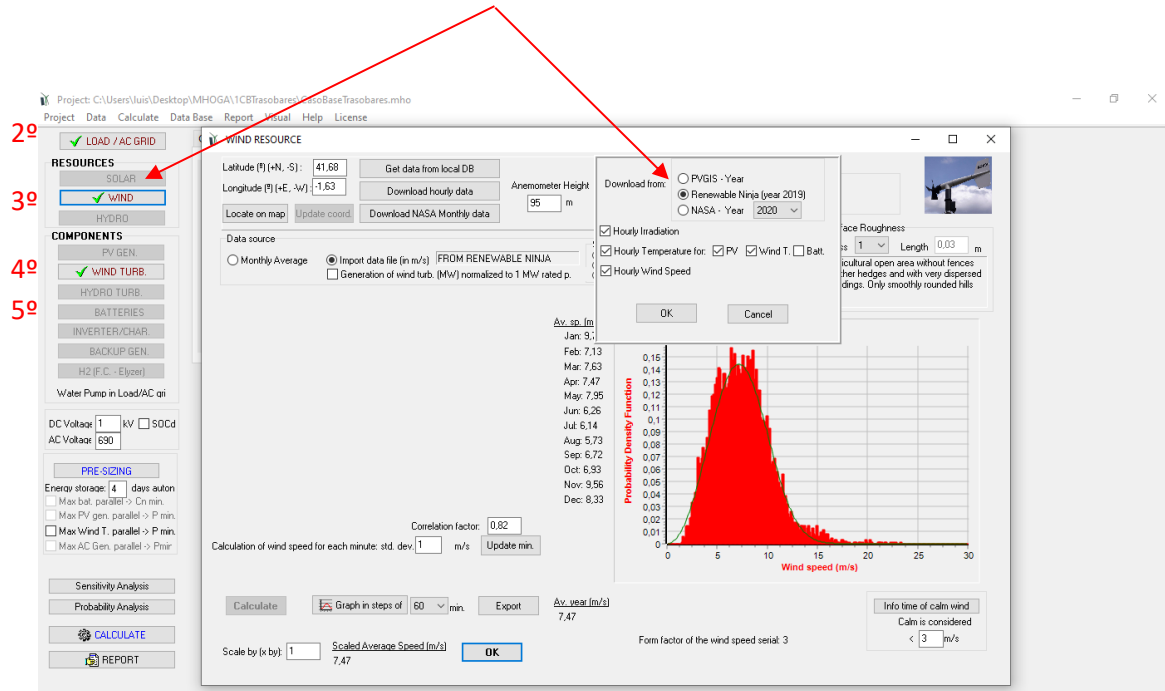 Project: C:\Users\luis\Desktop\MHOGA\1CBTrasobares\CasoBaseTrasobares.mho
Project Data Calculate Data Base Report Visual Help License
2º
LOAD / AC GRID
RESOURCES
SOLAR
3º
WIND
HYDRO
COMPONENTS
PV GEN.
4º
WIND TURB.
HYDRO TURB.
5º
BATTERIES
INVERTER/CHAR.
BACKUP GEN.
H2 (F.C. - Elyzer)
Water Pump in Load/AC gri
DC Voltage 1 kV SOCd
AC Voltage 690
PRE-SIZING
Energy storage: 4 days auton
Max bat. parallel -> Cn min.
Max PV gen. parallel -> P min.
Max Wind T. parallel -> P min.
Max AC Gen. parallel -> Pmin
Sensitivity Analysis
Probability Analysis
CALCULATE
REPORT
WIND RESOURCE
Latitude (º) (+N, -S) : 41,68
Get data from local DB
Longitude (º) (+E, -W) : -1,63
Download hourly data
Locate on map
Update coord.
Download NASA Monthly data
Anemometer Height
95 m
Data source
Monthly Average
Import data file (in m/s) FROM RENEWABLE NINJA
Generation of wind turb. (MW) normalized to 1 MW rated p.
Download from:
PVGIS - Year
Renewable Ninja (year 2019)
NASA - Year 2020
Hourly Irradiation
Hourly Temperature for: PV Wind T. Batt.
Hourly Wind Speed
OK
Cancel
face Roughness
ss 1 Length 0,03 m
icultural open area without fences
ther hedges and with very dispersed
dings. Only smoothly rounded hills
Av. sp. (m
Jan: 9,
Feb: 7,13
Mar: 7,63
Apr: 7,47
May: 7,95
Jun: 6,26
Jul: 6,14
Aug: 5,73
Sep: 6,72
Oct: 6,93
Nov: 9,56
Dec: 8,33
Probability Density Function
0,15
0,14
0,13
0,12
0,11
0,1
0,09
0,08
0,07
0,06
0,05
0,04
0,03
0,02
0,01
0
0 5 10 15 20 25 30
Wind speed (m/s)
Correlation factor: 0,82
Calculation of wind speed for each minute: std. dev. 1 m/s Update min.
Calculate
Graph in steps of 60 min.
Export
Av. year (m/s)
7,47
Scale by (x by): 1
Scaled Average Speed (m/s)
7,47
OK
Form factor of the wind speed serial: 3
Info time of calm wind
Calm is considered
< 3 m/s